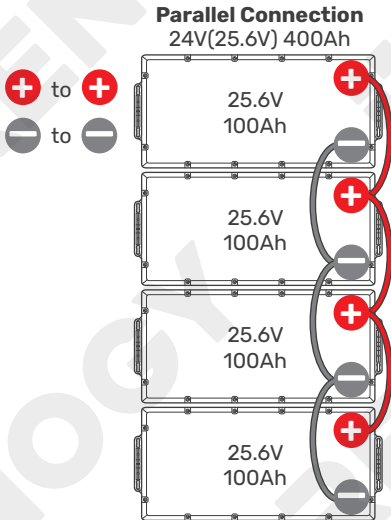 Parallel Connection
24V(25.6V) 400Ah
+ to +
− to −
25.6V
100Ah
+
−
25.6V
100Ah
+
−
25.6V
100Ah
+
−
25.6V
100Ah
+
−